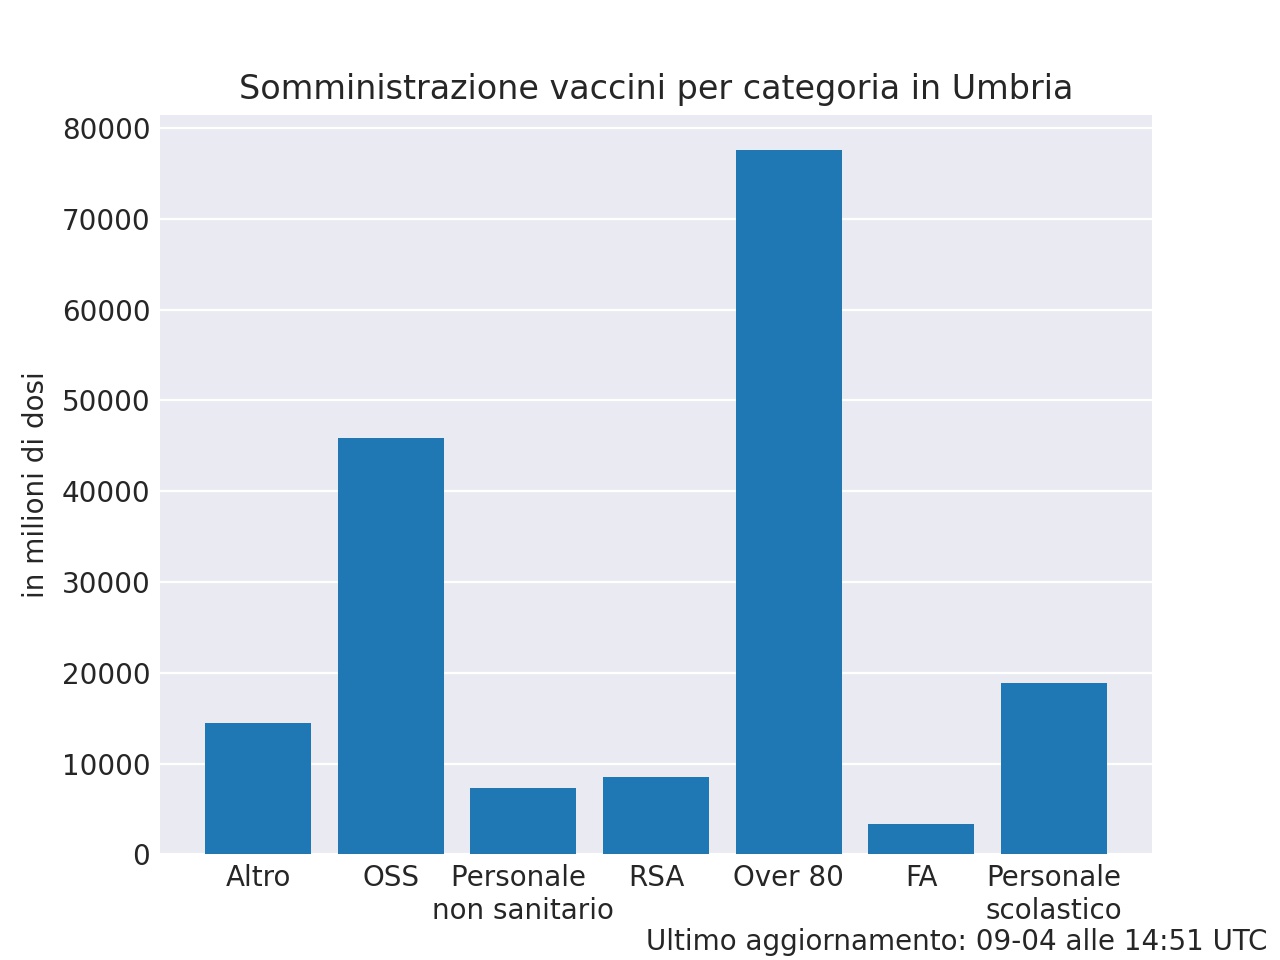 Somministrazione vaccini per categoria in Umbria
80000
70000
60000
50000
40000
30000
20000
10000
0
in milioni di dosi
Altro
OSS
Personale
non sanitario
RSA
Over 80
FA
Personale
scolastico
Ultimo aggiornamento: 09-04 alle 14:51 UTC